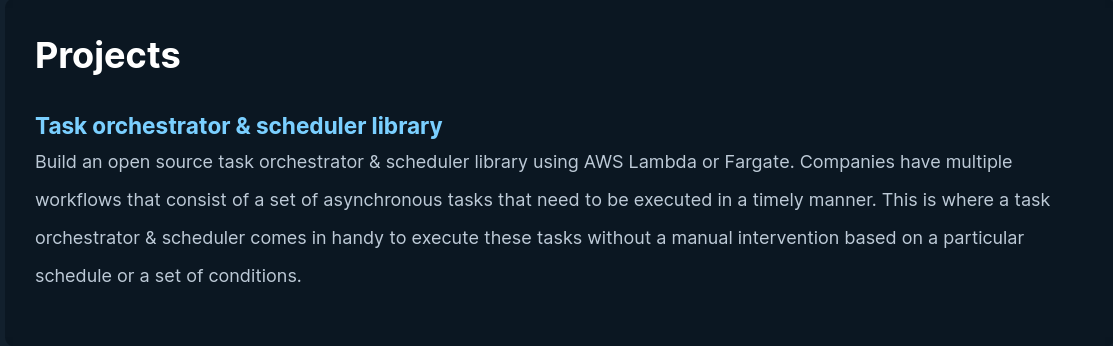 Projects
Task orchestrator & scheduler library
Build an open source task orchestrator & scheduler library using AWS Lambda or Fargate. Companies have multiple
workflows that consist of a set of asynchronous tasks that need to be executed in a timely manner. This is where a task
orchestrator & scheduler comes in handy to execute these tasks without a manual intervention based on a particular
schedule or a set of conditions.